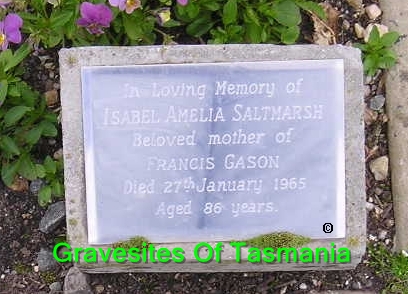 In Loving Memory of
ISABEL AMELIA SALTMARSH
Beloved mother of
FRANCIS GASON
Died 27th January 1965
Aged 86 years.
©
Gravesites Of Tasmania